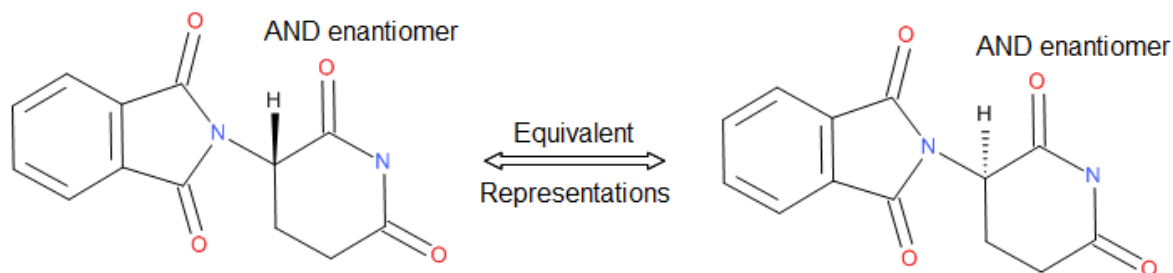 AND enantiomer
AND enantiomer
O
O
O
O
H
H
N
N
Equivalent
N
N
Representations
O
O
O
O